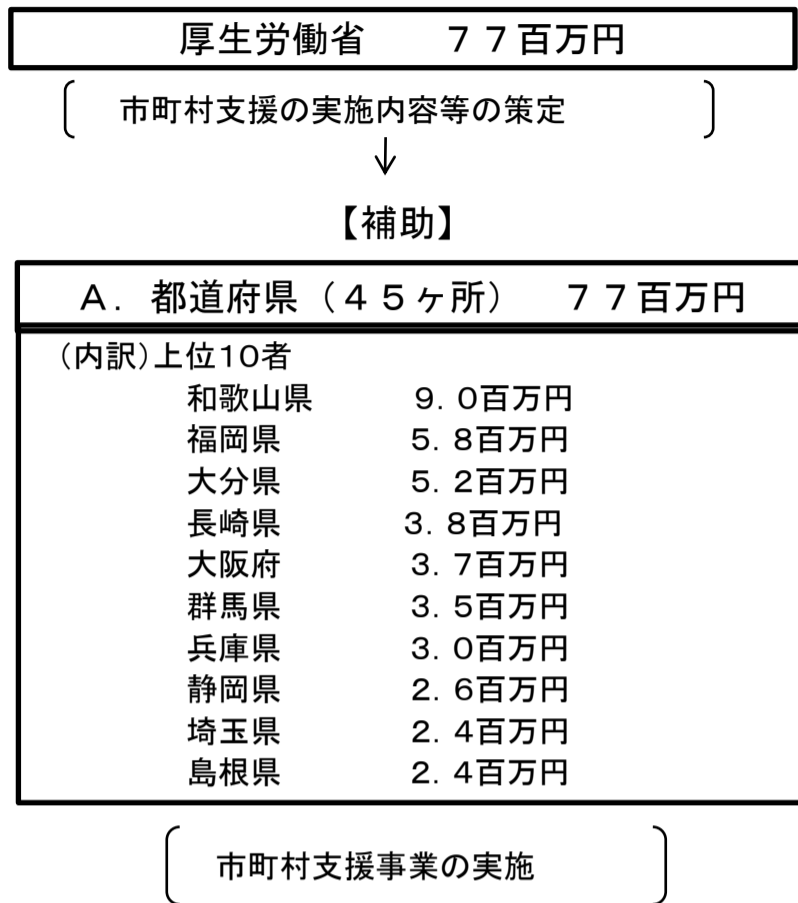 厚生労働省　　７７百万円
市町村支援の実施内容等の策定
↓
【補助】
Ａ．都道府県（４５ヶ所）　７７百万円
（内訳）上位10者
和歌山県　　９．０百万円
福岡県　　５．８百万円
大分県　　５．２百万円
長崎県　　３．８百万円
大阪府　　３．７百万円
群馬県　　３．５百万円
兵庫県　　３．０百万円
静岡県　　２．６百万円
埼玉県　　２．４百万円
島根県　　２．４百万円
市町村支援事業の実施